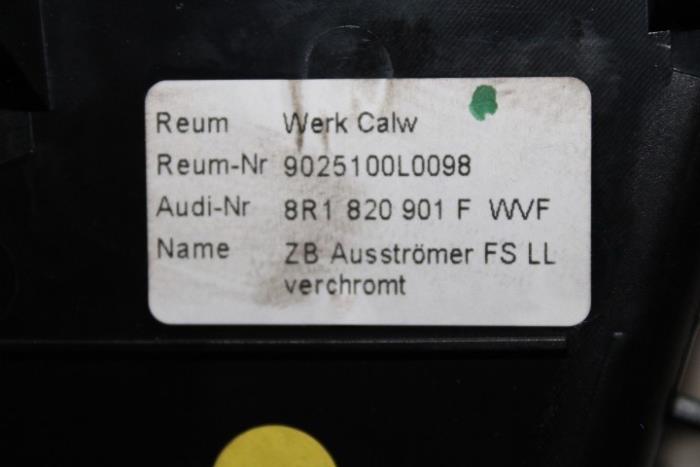 Reum Werk Calw
Reum-Nr 9025100L0098
Audi-Nr 8R1 820 901 F WVF
Name ZB Ausströmer FS LL
verchromt